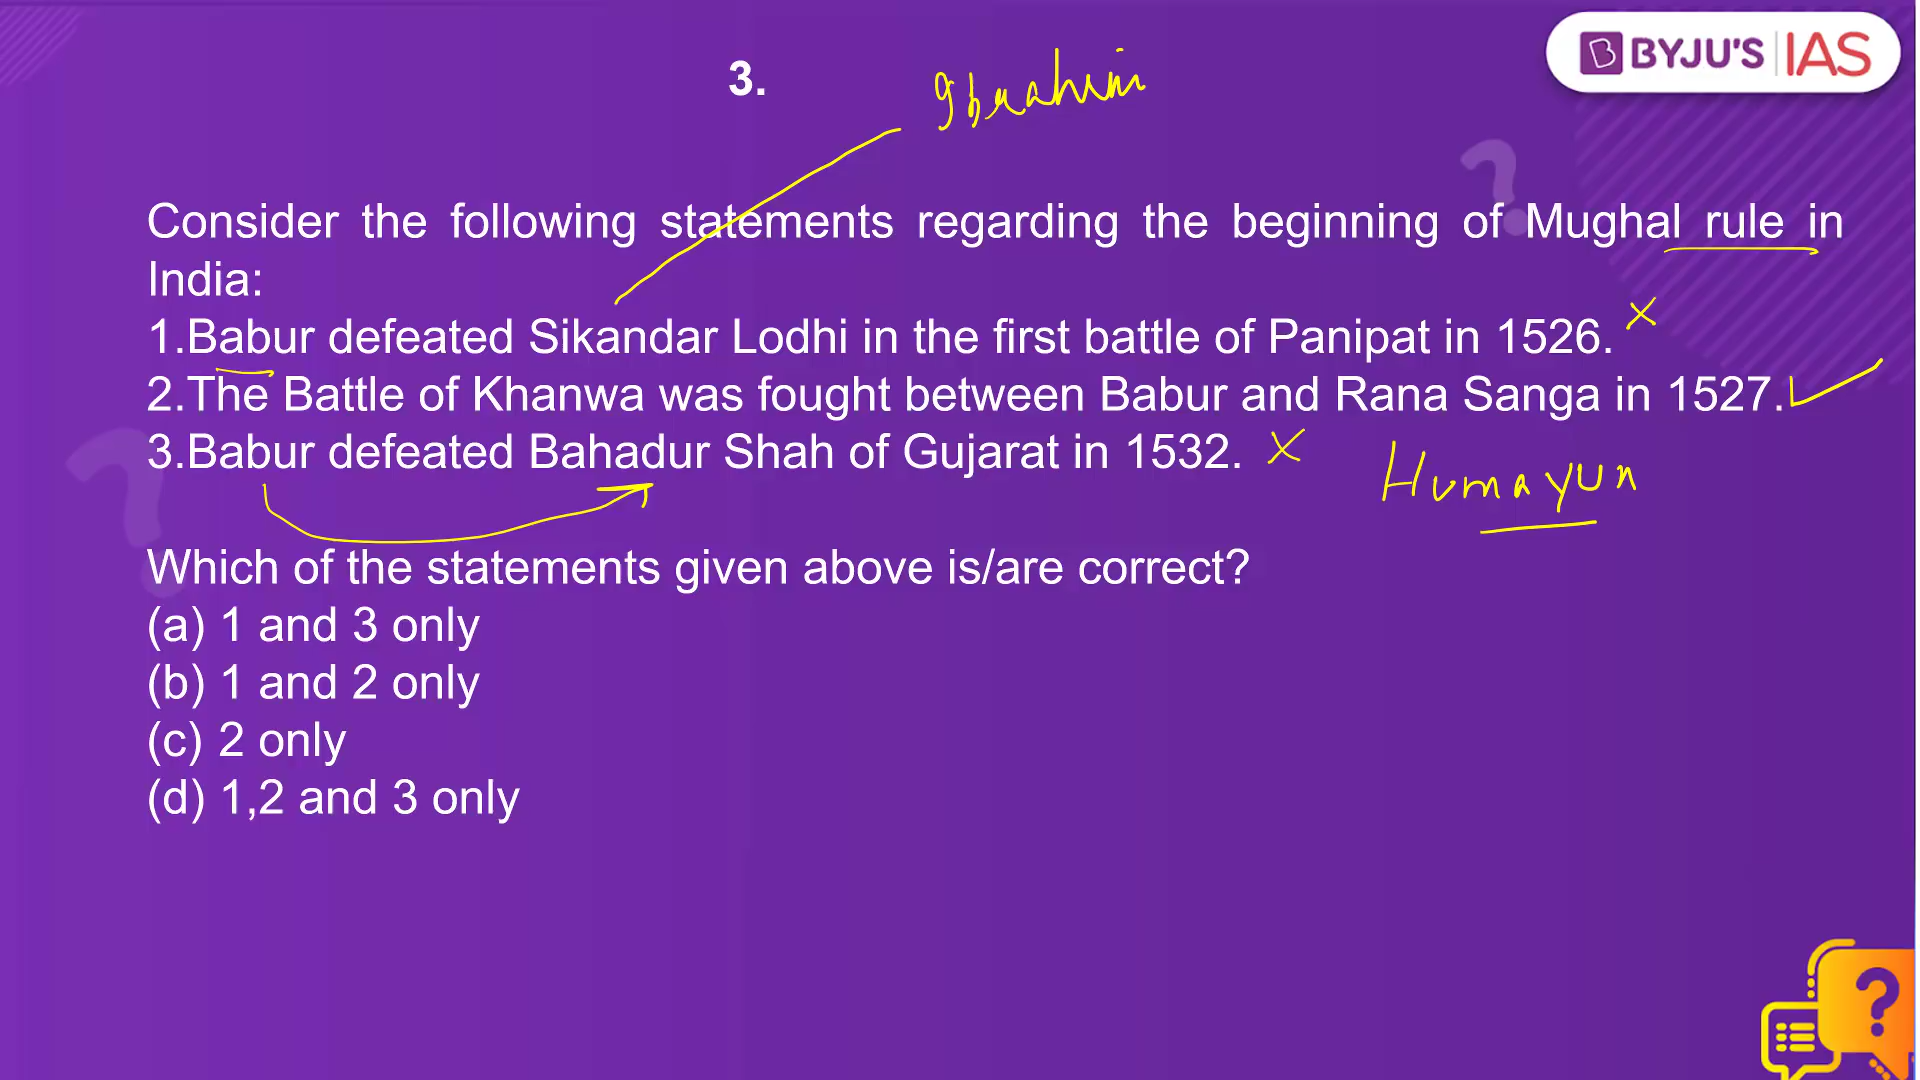 3.
Ibrahim
BYJU'S IAS
Consider the following statements regarding the beginning of Mughal rule in
India:
1.Babur defeated Sikandar Lodhi in the first battle of Panipat in 1526.
2.The Battle of Khanwa was fought between Babur and Rana Sanga in 1527.
3.Babur defeated Bahadur Shah of Gujarat in 1532.
Humayun
Which of the statements given above is/are correct?
(a) 1 and 3 only
(b) 1 and 2 only
(c) 2 only
(d) 1,2 and 3 only